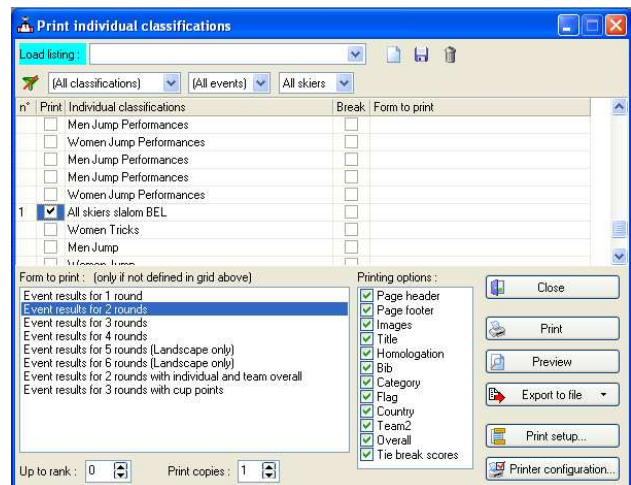 Print individual classifications
Load listing :
(All classifications) (All events) All skiers
n° Print Individual classifications Break Form to print
Men Jump Performances
Women Jump Performances
Men Jump Performances
Men Jump Performances
Women Jump Performances
1 All skiers slalom BEL
Women Tricks
Men Jump
Women Jump
Form to print : (only if not defined in grid above)
Event results for 1 round
Event results for 2 rounds
Event results for 3 rounds
Event results for 4 rounds
Event results for 5 rounds (Landscape only)
Event results for 6 rounds (Landscape only)
Event results for 2 rounds with individual and team overall
Event results for 3 rounds with cup points
Up to rank : 0 Print copies : 1
Printing options :
Page header
Page footer
Images
Title
Homologation
Bib
Category
Flag
Country
Team2
Overall
Tie break scores
Close
Print
Preview
Export to file
Print setup...
Printer configuration...